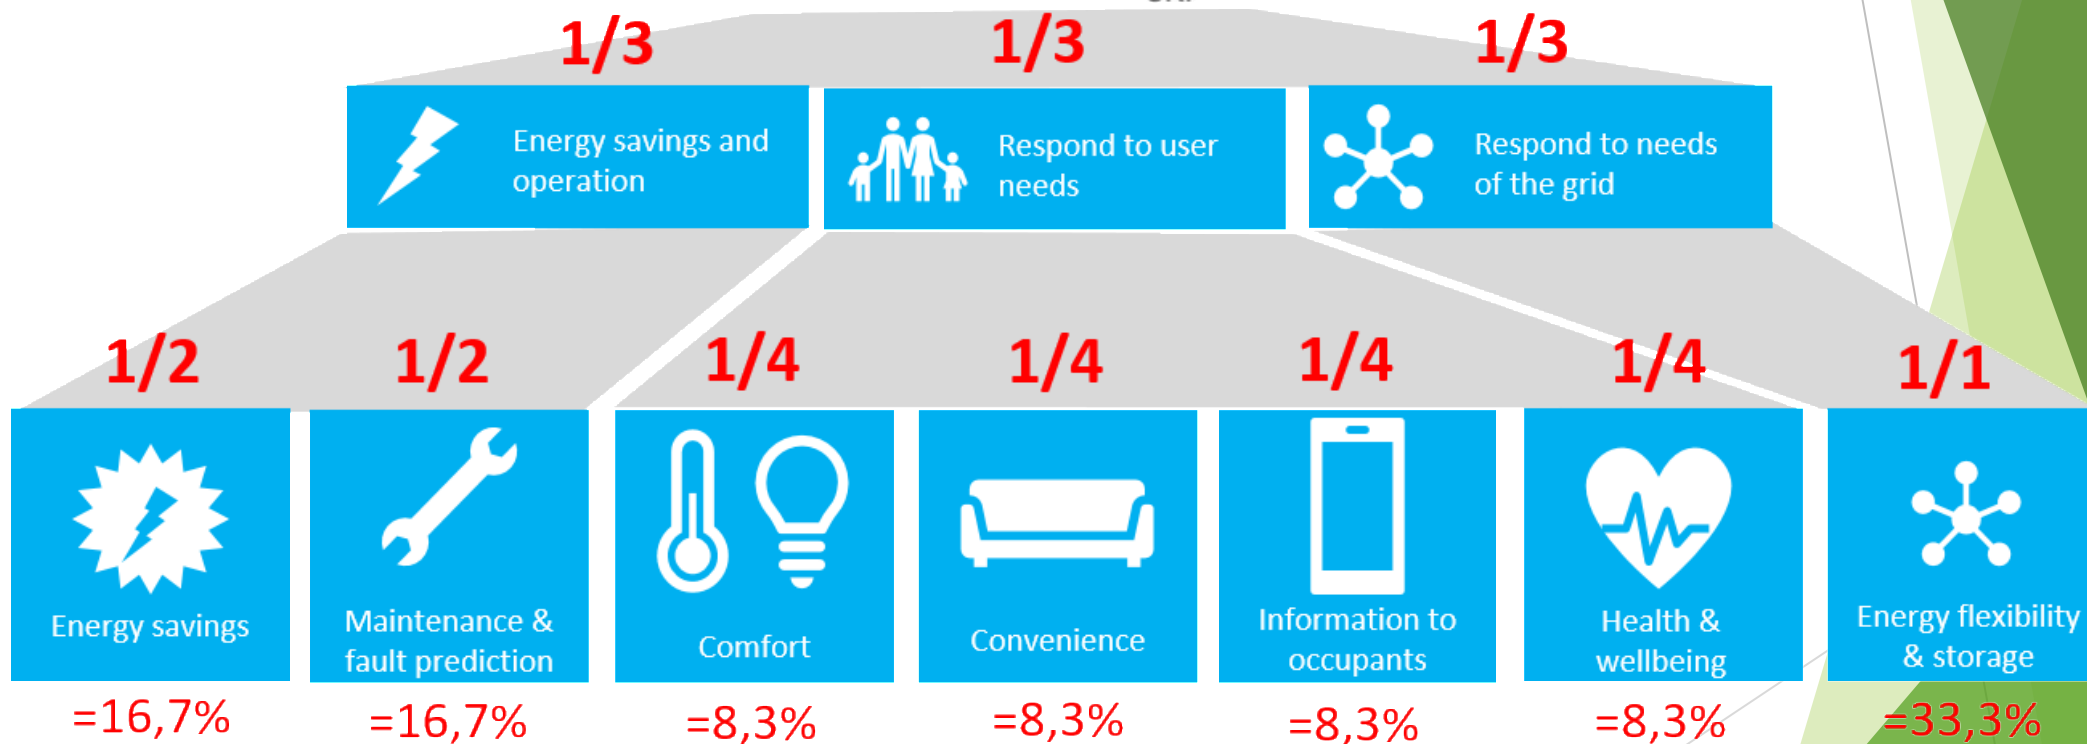 1/3
1/3
1/3
Energy savings and
operation
Respond to user
needs
Respond to needs
of the grid
1/2
1/2
1/4
1/4
1/4
1/4
1/1
Energy savings
Maintenance &
fault prediction
Comfort
Convenience
Information to
occupants
Health &
wellbeing
Energy flexibility
& storage
=16,7%
=16,7%
=8,3%
=8,3%
=8,3%
=8,3%
=33,3%